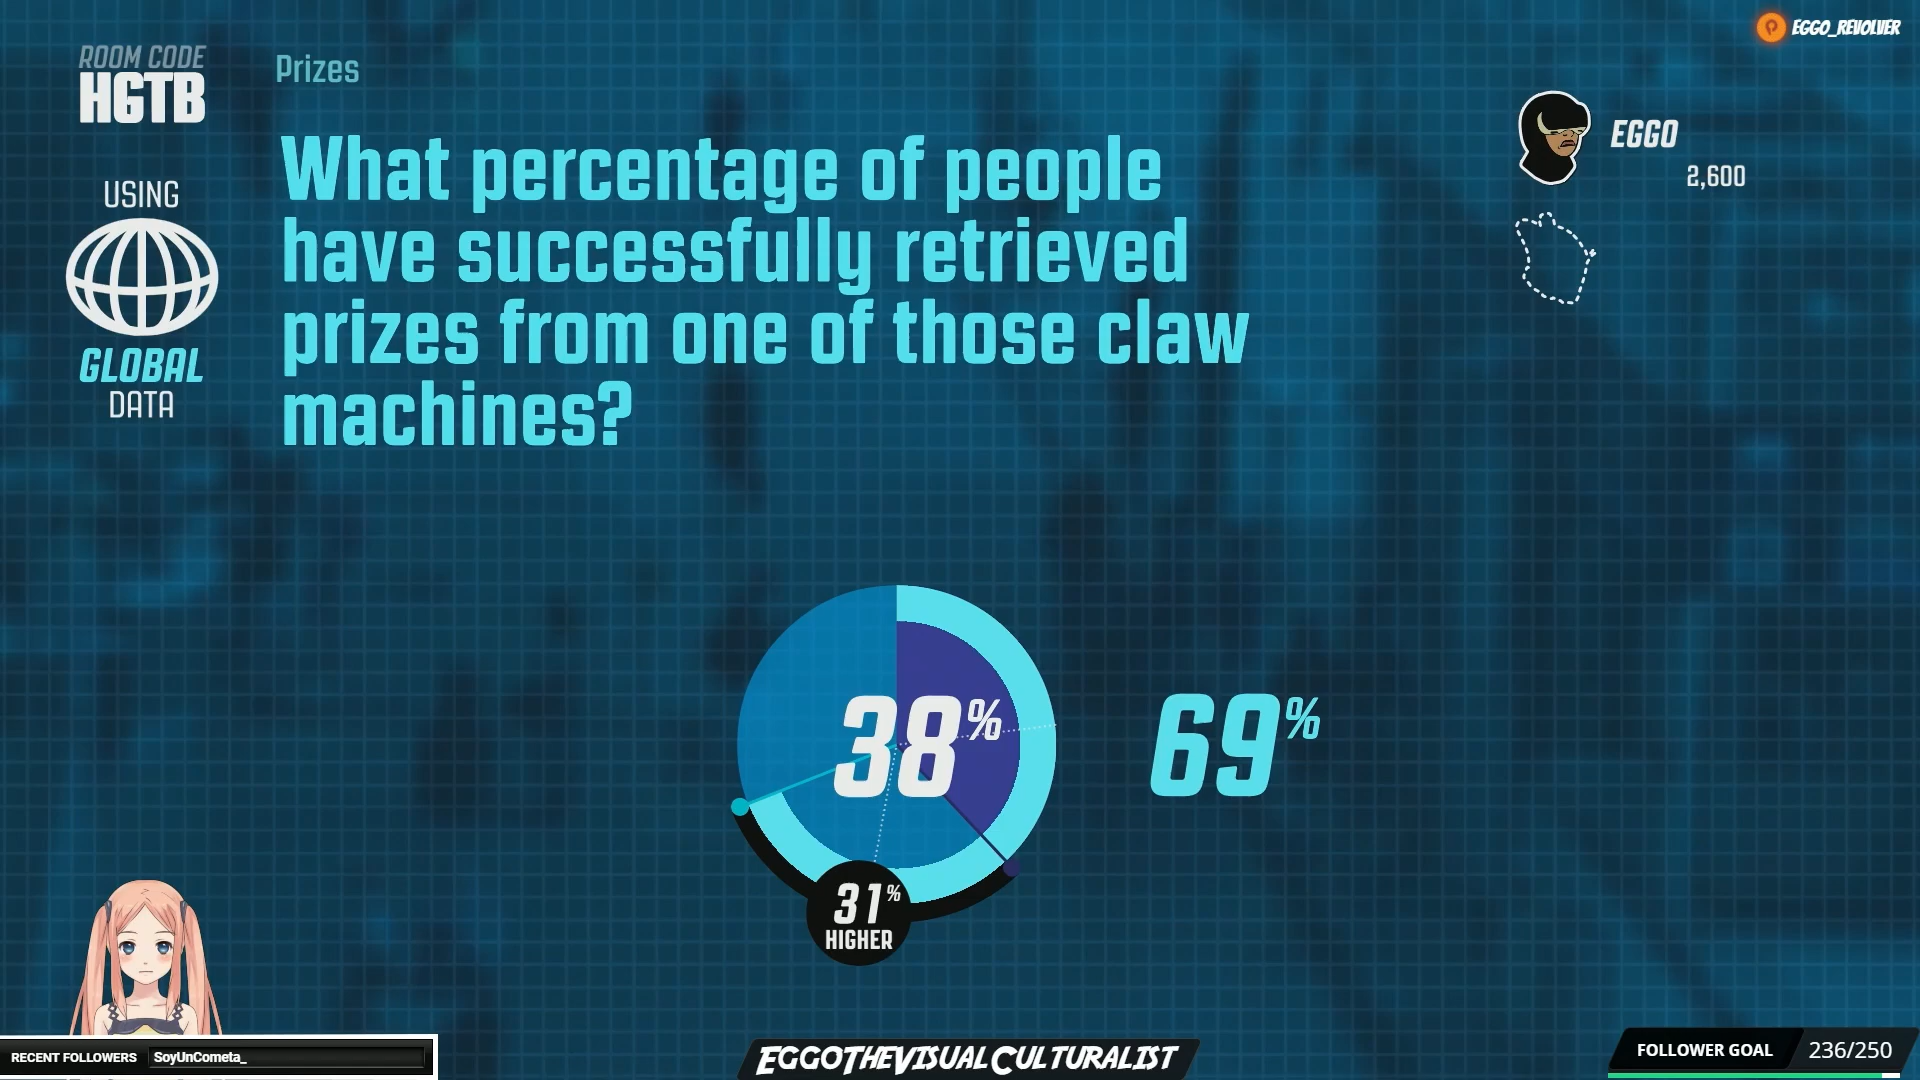 EGGO_REVOLVER
ROOM CODE
HGTB
Prizes
USING
GLOBAL
DATA
What percentage of people
have successfully retrieved
prizes from one of those claw
machines?
EGGO
2,600
38%
69%
31%
HIGHER
RECENT FOLLOWERS SoyUnCometa_
EGGOTHEVISUALCULTURALIST
FOLLOWER GOAL 236/250